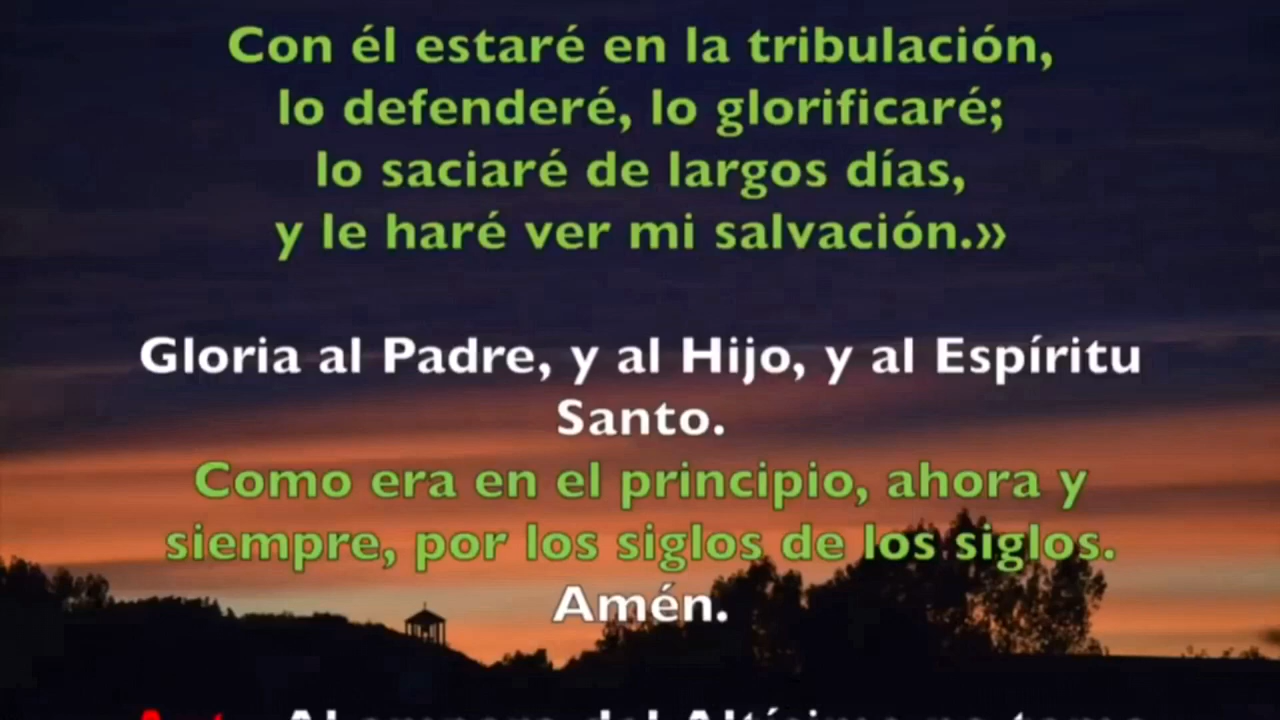 Con él estaré en la tribulación,
lo defenderé, lo glorificaré;
lo saciaré de largos días,
y le haré ver mi salvación.»
Gloria al Padre, y al Hijo, y al Espíritu
Santo.
Como era en el principio, ahora y
siempre, por los siglos de los siglos.
Amén.